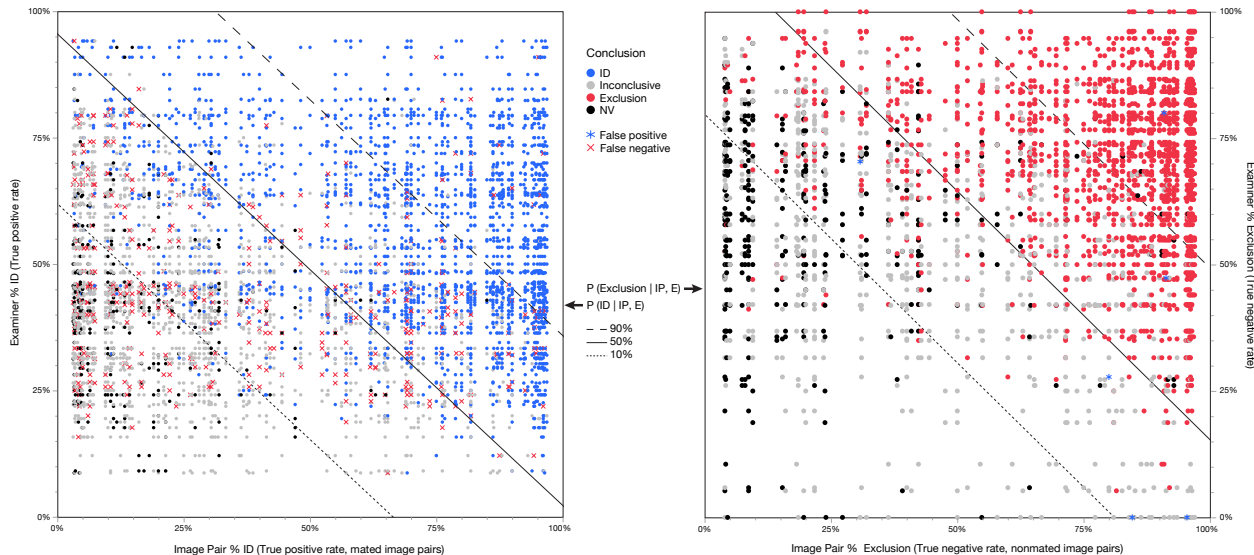 100%
75%
50%
25%
0%
Examiner % ID (True positive rate)
0%
25%
50%
75%
100%
Image Pair % ID (True positive rate, mated image pairs)
Conclusion
ID
Inconclusive
Exclusion
NV
False positive
False negative
P (Exclusion | IP, E)
P (ID | IP, E)
90%
50%
10%
100%
75%
50%
25%
0%
Examiner% Exclusion (True negative rate)
0%
25%
50%
75%
100%
Image Pair % Exclusion (True negative rate, nonmated image pairs)